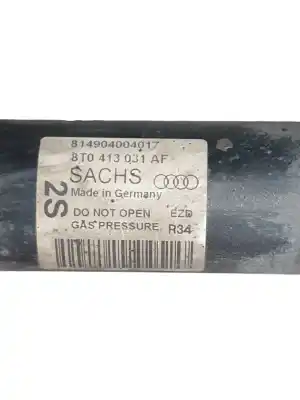 814904004017
8T0 413 031 AF
SACHS
Made in Germany
2S
DO NOT OPEN EZD
GAS PRESSURE. R34